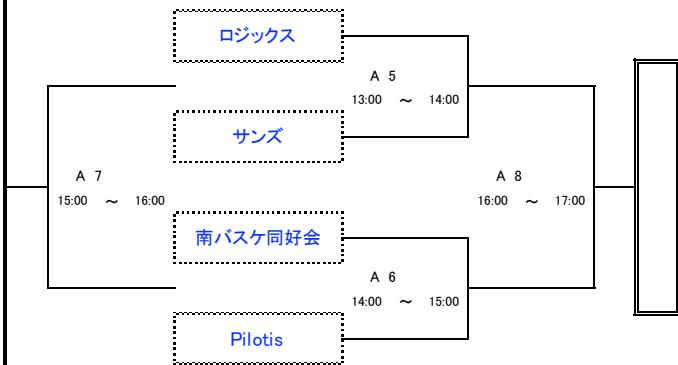 ロジックス
A 5
13:00 ～ 14:00
サンズ
A 7
15:00 ～ 16:00
A 8
16:00 ～ 17:00
南バスケ同好会
A 6
14:00 ～ 15:00
Pilotis